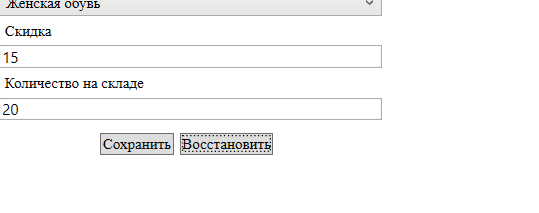 Женская обувь
Скидка
15
Количество на складе
20
Сохранить Восстановить